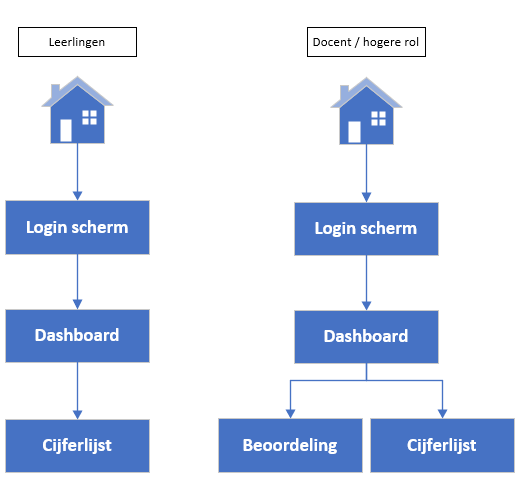 Leerlingen
Docent / hogere rol
Login scherm
Login scherm
Dashboard
Dashboard
Cijferlijst
Beoordeling
Cijferlijst